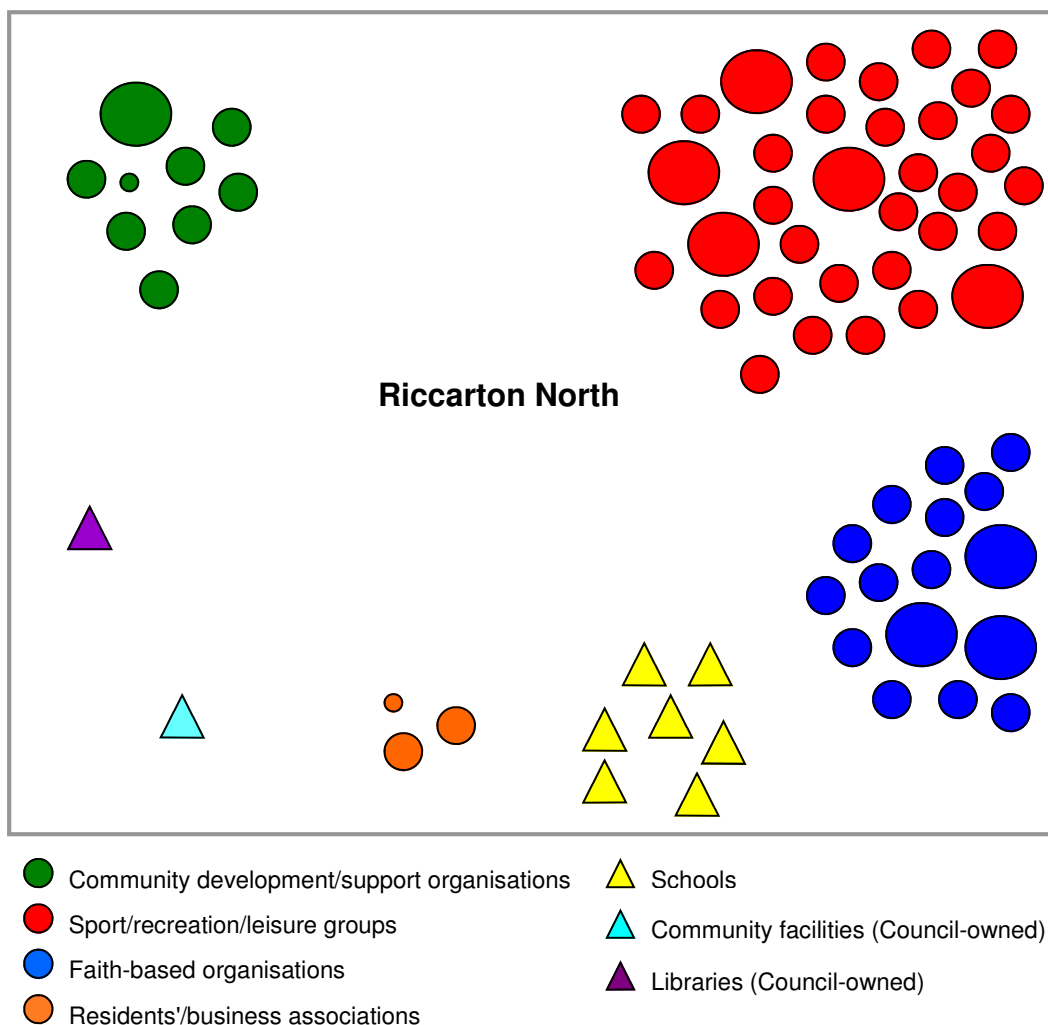 Riccarton North
Community development/support organisations
Sport/recreation/leisure groups
Faith-based organisations
Residents'/business associations
Schools
Community facilities (Council-owned)
Libraries (Council-owned)